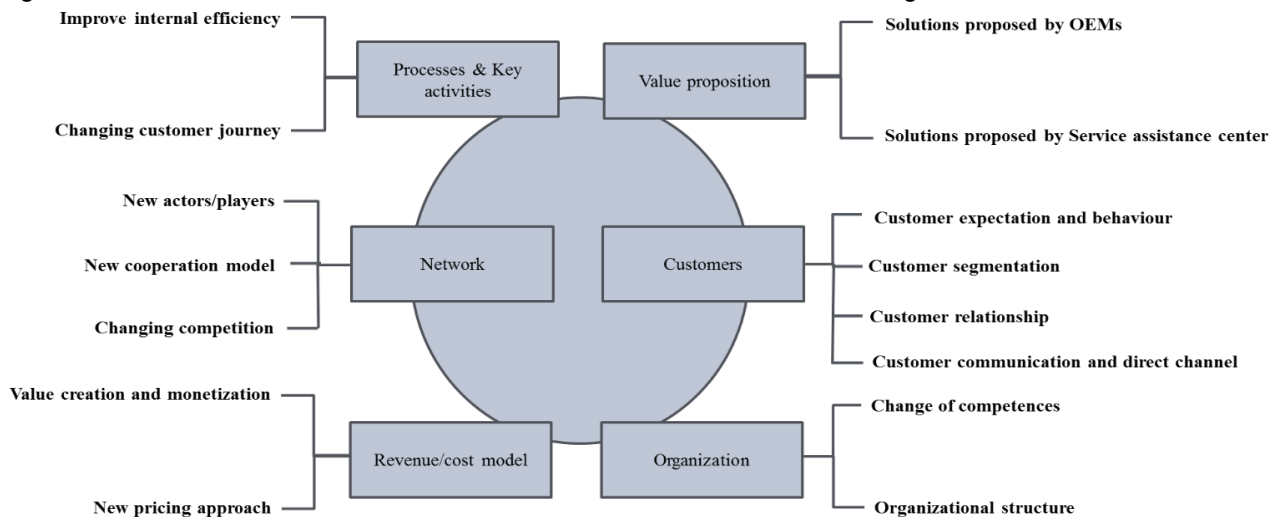 Improve internal efficiency
Processes & Key
activities
Changing customer journey
Solutions proposed by OEMs
Value proposition
Solutions proposed by Service assistance center
New actors/players
New cooperation model
Network
Changing competition
Customer expectation and behaviour
Customers
Customer segmentation
Customer relationship
Customer communication and direct channel
Value creation and monetization
Revenue/cost model
New pricing approach
Change of competences
Organization
Organizational structure